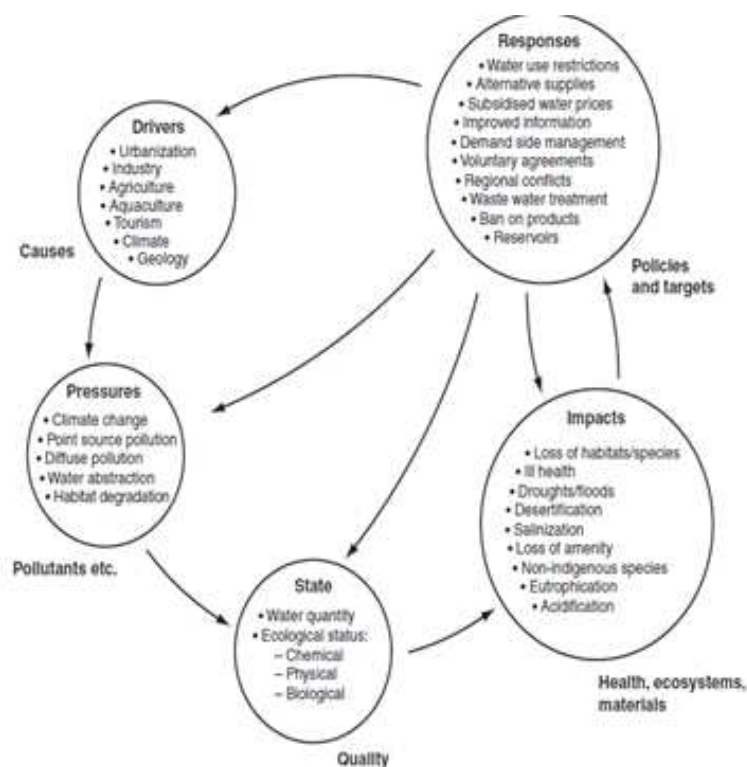 Responses
• Water use restrictions
• Alternative supplies
• Subsidised water prices
• Improved information
• Demand side management
• Voluntary agreements
• Regional conflicts
• Waste water treatment
• Ban on products
• Reservoirs
Policies
and targets
Drivers
• Urbanization
• Industry
• Agriculture
• Aquaculture
• Tourism
• Climate
• Geology
Causes
Pressures
• Climate change
• Point source pollution
• Diffuse pollution
• Water abstraction
• Habitat degradation
Pollutants etc.
State
• Water quantity
• Ecological status:
– Chemical
– Physical
– Biological
Quality
Impacts
• Loss of habitats/species
• Ill health
• Droughts/floods
• Desertification
• Salinization
• Loss of amenity
• Non-indigenous species
• Eutrophication
• Acidification
Health, ecosystems,
materials